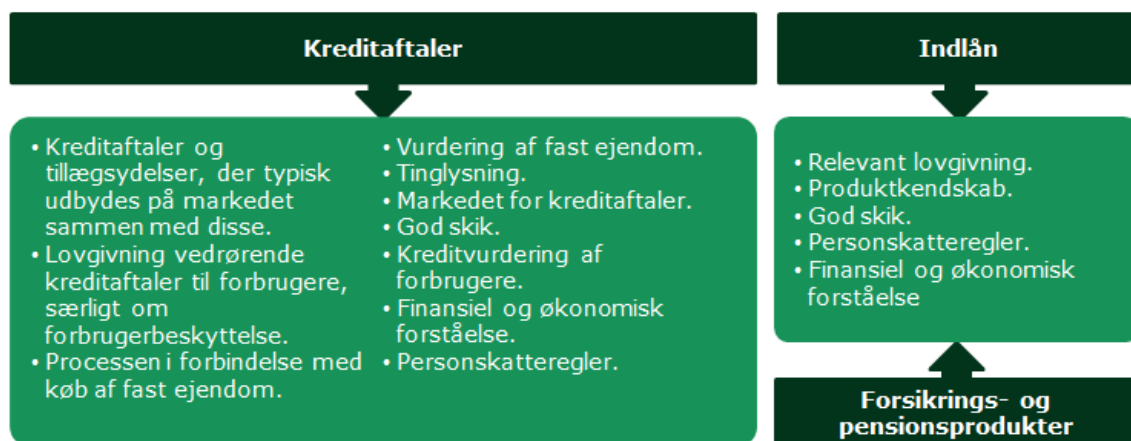 Kreditaftaler
• Kreditaftaler og
tillægsydelser, der typisk
udbydes på markedet
sammen med disse.
• Lovgivning vedrørende
kreditaftaler til forbrugere,
særligt om
forbrugerbeskyttelse.
• Processen i forbindelse med
køb af fast ejendom.
• Vurdering af fast ejendom.
• Tinglysning.
• Markedet for kreditaftaler.
• God skik.
• Kreditvurdering af
forbrugere.
• Finansiel og økonomisk
forståelse.
• Personskatteregler.
Indlån
• Relevant lovgivning.
• Produktkendskab.
• God skik.
• Personskatteregler.
• Finansiel og økonomisk
forståelse
Forsikrings- og
pensionsprodukter